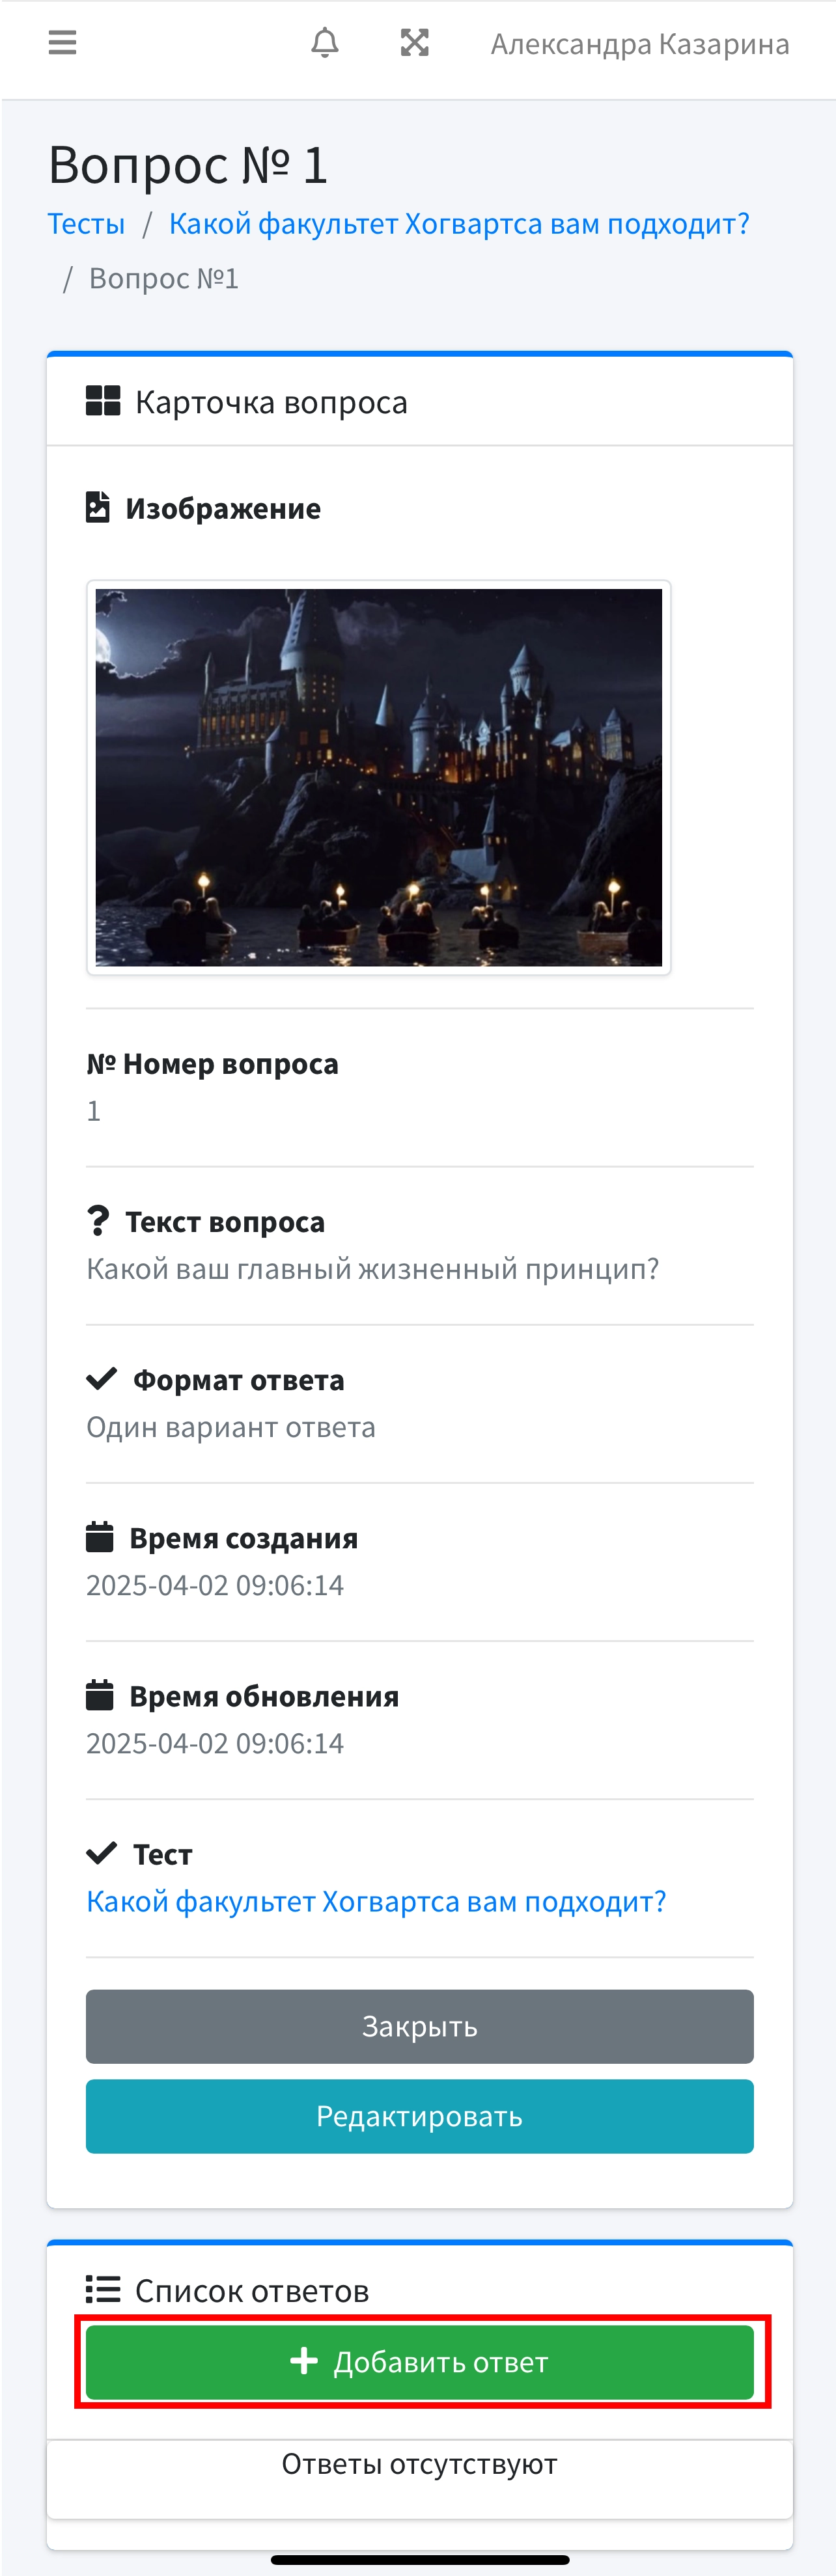 Александра Казарина
Вопрос № 1
Тесты / Какой факультет Хогвартса вам подходит?
/ Вопрос №1
Карточка вопроса
Изображение
№ Номер вопроса
1
Текст вопроса
Какой ваш главный жизненный принцип?
Формат ответа
Один вариант ответа
Время создания
2025-04-02 09:06:14
Время обновления
2025-04-02 09:06:14
Тест
Какой факультет Хогвартса вам подходит?
Закрыть
Редактировать
Список ответов
Добавить ответ
Ответы отсутствуют